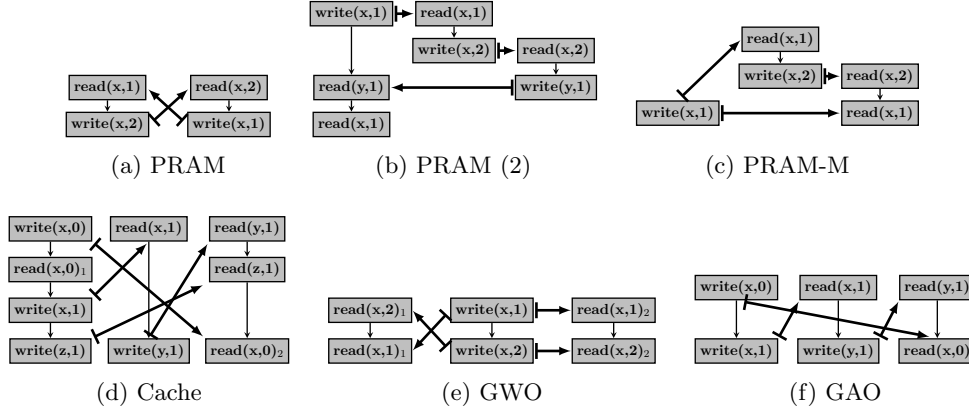 write(x,1) read(x,1)
write(x,2) read(x,2)
read(y,1) write(y,1)
read(x,1)
read(x,1) read(x,2)
write(x,2) write(x,1)
read(x,1)
write(x,2) read(x,2)
write(x,1) read(x,1)
(a) PRAM
(b) PRAM (2)
(c) PRAM-M
write(x,0) read(x,1) read(y,1)
read(x,0)₁ read(z,1)
write(x,1)
write(z,1) write(y,1) read(x,0)₂
read(x,2)₁ write(x,1) read(x,1)₂
read(x,1)₁ write(x,2) read(x,2)₂
write(x,0) read(x,1) read(y,1)
write(x,1) write(y,1) read(x,0)
(d) Cache
(e) GWO
(f) GAO